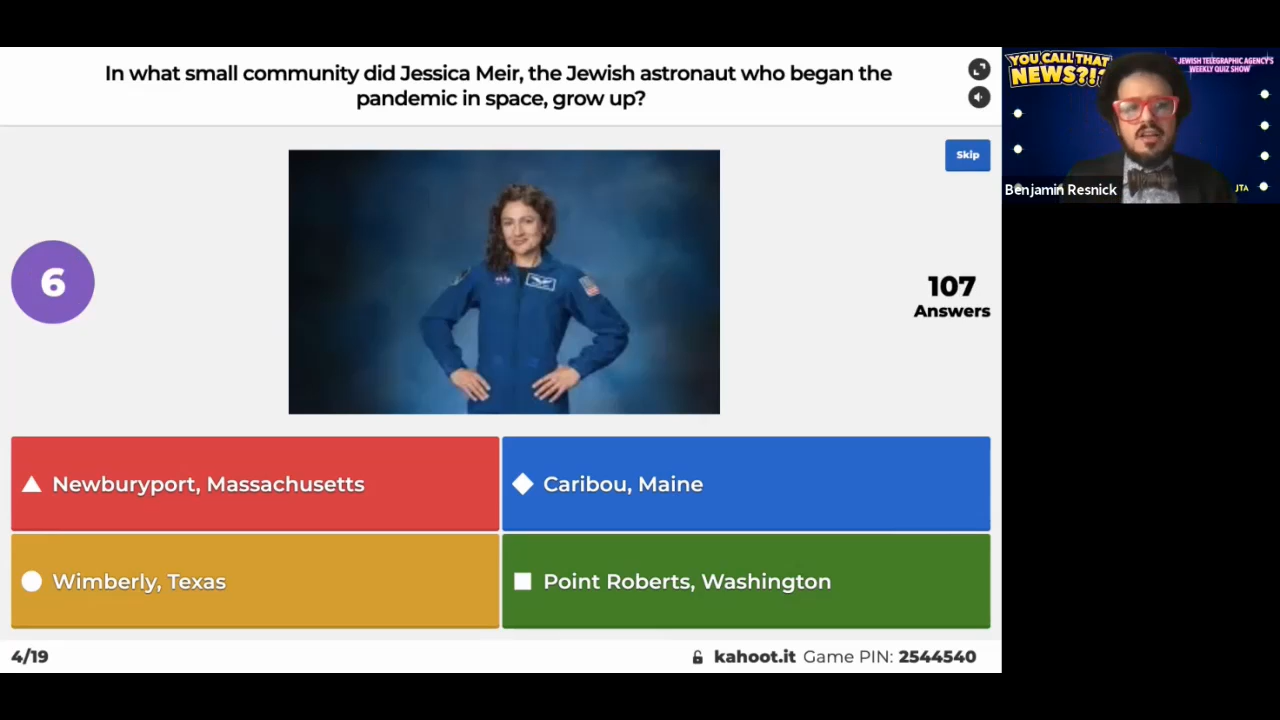 In what small community did Jessica Meir, the Jewish astronaut who began the
pandemic in space, grow up?
Skip
6
107
Answers
Newburyport, Massachusetts
Caribou, Maine
Wimberly, Texas
Point Roberts, Washington
4/19
kahoot.it Game PIN: 2544540
YOU CALL THAT
NEWS?!?
JEWISH TELEGRAPHIC AGENCY'S
WEEKLY QUIZ SHOW
Benjamin Resnick
JTA